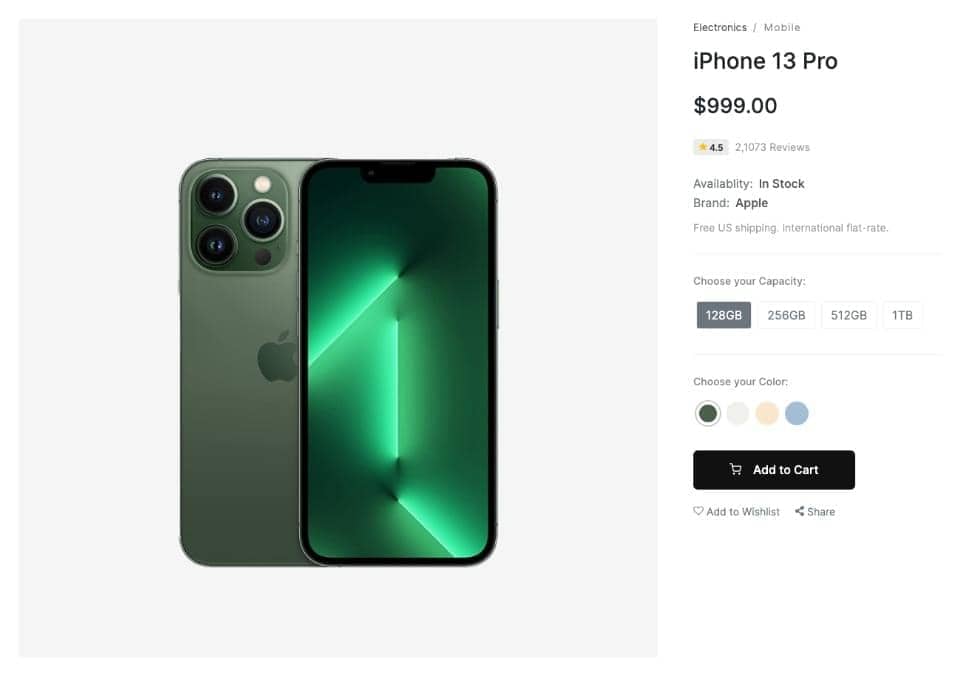 Electronics / Mobile
iPhone 13 Pro
$999.00
4.5 2,1073 Reviews
Availablity: In Stock
Brand: Apple
Free US shipping. International flat-rate.
Choose your Capacity:
128GB 256GB 512GB 1TB
Choose your Color:
Add to Cart
Add to Wishlist Share